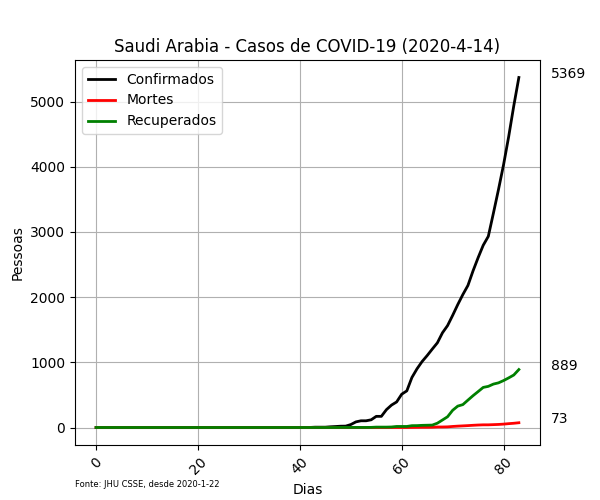 Saudi Arabia - Casos de COVID-19 (2020-4-14)
Confirmados
Mortes
Recuperados
5369
889
73
5000
4000
3000
2000
1000
0
Pessoas
0 20 40 60 80
Dias
Fonte: JHU CSSE, desde 2020-1-22